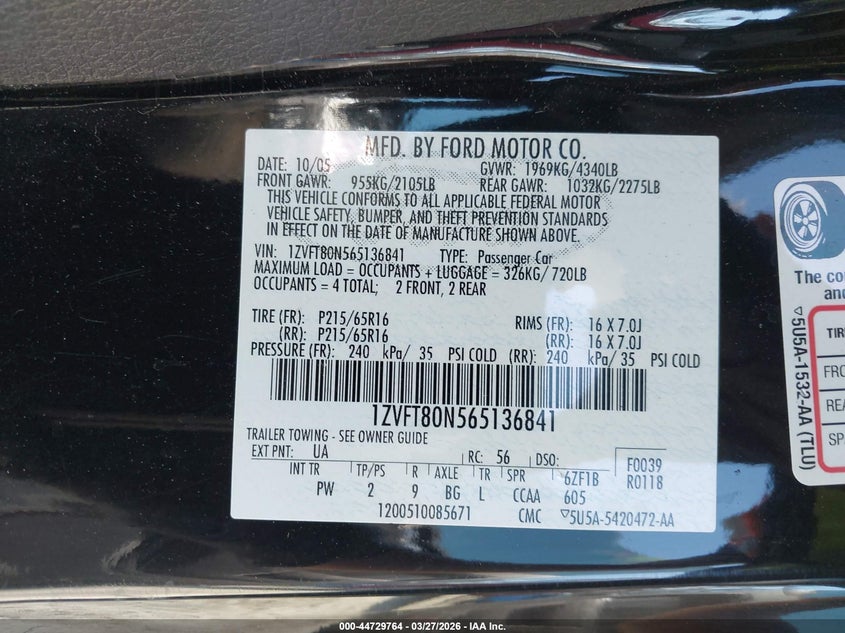 MFD. BY FORD MOTOR CO.
DATE: 10/05 GVWR: 1969KG/4340LB
FRONT GAWR: 955KG/2105LB REAR GAWR: 1032KG/2275LB
THIS VEHICLE CONFORMS TO ALL APPLICABLE FEDERAL MOTOR
VEHICLE SAFETY, BUMPER, AND THEFT PREVENTION STANDARDS
IN EFFECT ON THE DATE OF MANUFACTURE SHOWN ABOVE.
VIN: 1ZVFT80N565136841 TYPE: Passenger Car
MAXIMUM LOAD = OCCUPANTS + LUGGAGE = 326KG/720LB
OCCUPANTS = 4 TOTAL; 2 FRONT, 2 REAR
TIRE (FR): P215/65R16 RIMS (FR): 16 X 7.0J
(RR): P215/65R16 (RR): 16 X 7.0J
PRESSURE (FR): 240 kPa/ 35 PSI COLD (RR): 240 kPa/ 35 PSI COLD
1ZVFT80N565136841
TRAILER TOWING - SEE OWNER GUIDE
EXT PNT: UA RC: 56 DSO: F0039
INT TR TP/PS R AXLE TR SPR 6ZF1B R0118
PW 2 9 BG L CCAA 605
1200510085671 CMC ▽5U5A-5420472-AA
The co
and
▽5U5A-1532-AA (TLU)
TIRE
FRO
REA
SP
000-44729764 | 03/27/2026 | IAA Inc.